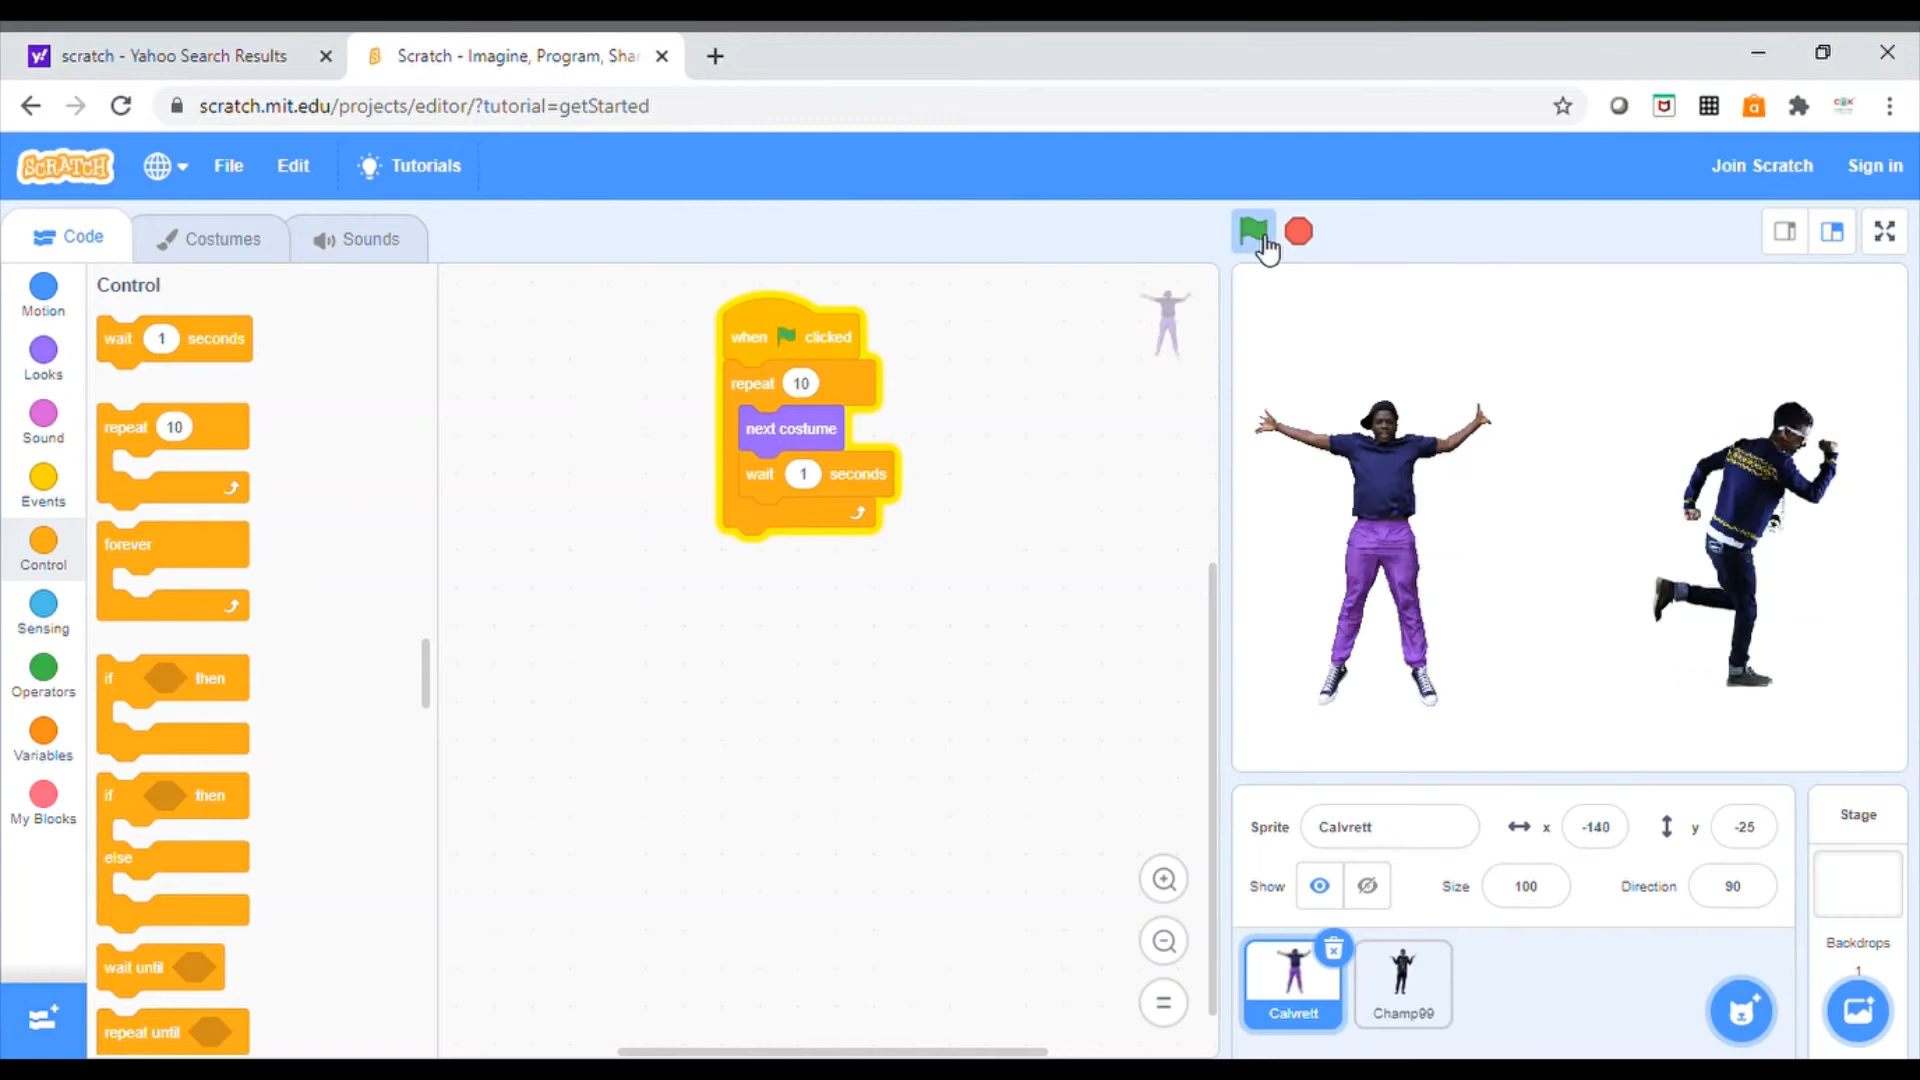 scratch - Yahoo Search Results
Scratch - Imagine, Program, Shar
scratch.mit.edu/projects/editor/?tutorial=getStarted
SCRATCH
File
Edit
Tutorials
Join Scratch
Sign in
Code
Costumes
Sounds
Motion
Looks
Sound
Events
Control
Sensing
Operators
Variables
My Blocks
Control
wait 1 seconds
repeat 10
forever
if then
if then
else
wait until
repeat until
when clicked
repeat 10
next costume
wait 1 seconds
Sprite Calvrett x -140 y -25
Show Size 100 Direction 90
Calvrett
Champ99
Stage
Backdrops
1